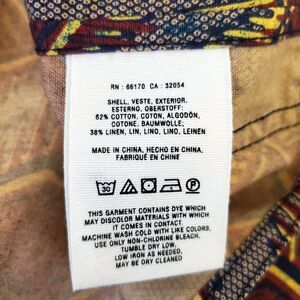 RN : 66170 CA : 32054
SHELL, VESTE, EXTERIOR,
ESTERNO, OBERSTOFF:
62% COTTON, COTON, ALGODÓN,
COTONE, BAUMWOLLE;
38% LINEN, LIN, LINO, LINO, LEINEN
MADE IN CHINA, HECHO EN CHINA,
FABRIQUÉ EN CHINE
30
THIS GARMENT CONTAINS DYE WHICH
MAY DISCOLOR MATERIALS WITH WHICH
IT COMES IN CONTACT
MACHINE WASH COLD WITH LIKE COLORS,
USE ONLY NON-CHLORINE BLEACH,
TUMBLE DRY LOW,
LOW IRON AS NEEDED.
MAY BE DRY CLEANED